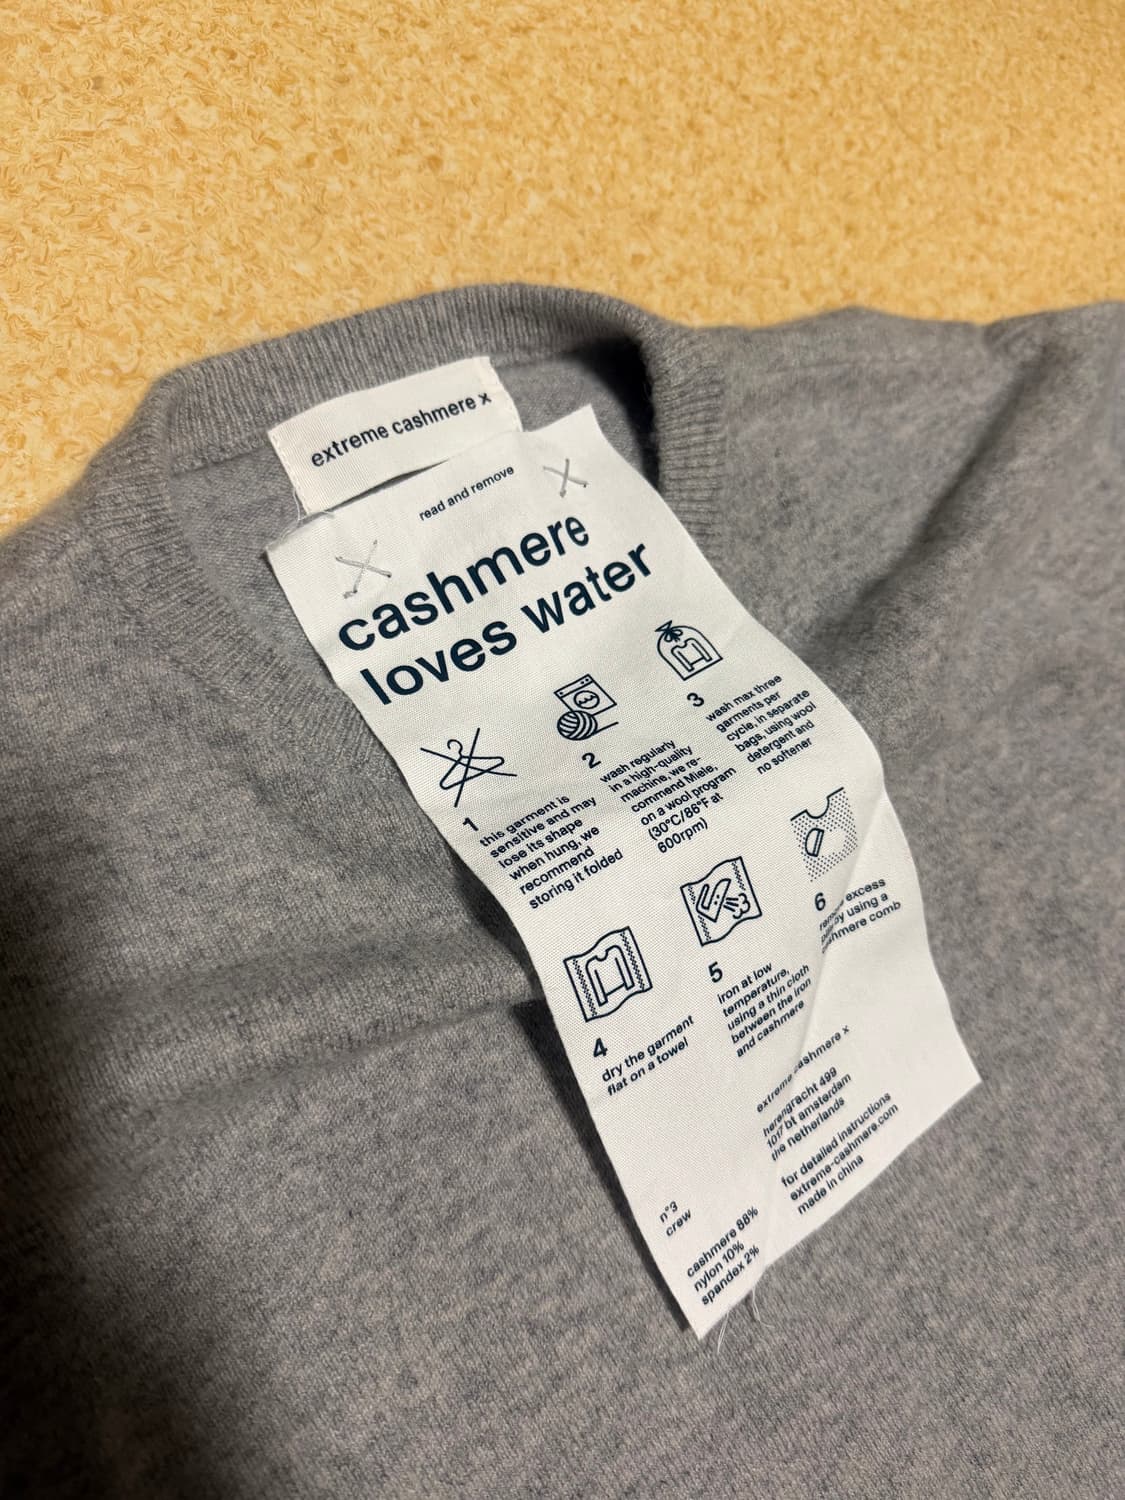 extreme cashmere x
read and remove
cashmere
loves water
1
this garment is
sensitive and may
lose its shape
when hung, we
recommend
storing it folded
2
wash regularly
in a high-quality
machine, we re-
commend Miele,
on a wool program
(30°C/86°F at
600rpm)
3
wash max three
garments per
cycle, in separate
bags, using wool
detergent and
no softener
4
dry the garment
flat on a towel
5
iron at low
temperature,
using a thin cloth
between the iron
and cashmere
6
excess
by using a
cashmere comb
extreme cashmere x
herengracht 499
1017 bt amsterdam
the netherlands
for detailed instructions
extreme-cashmere.com
made in china
n°3
crew
cashmere 88%
nylon 10%
spandex 2%